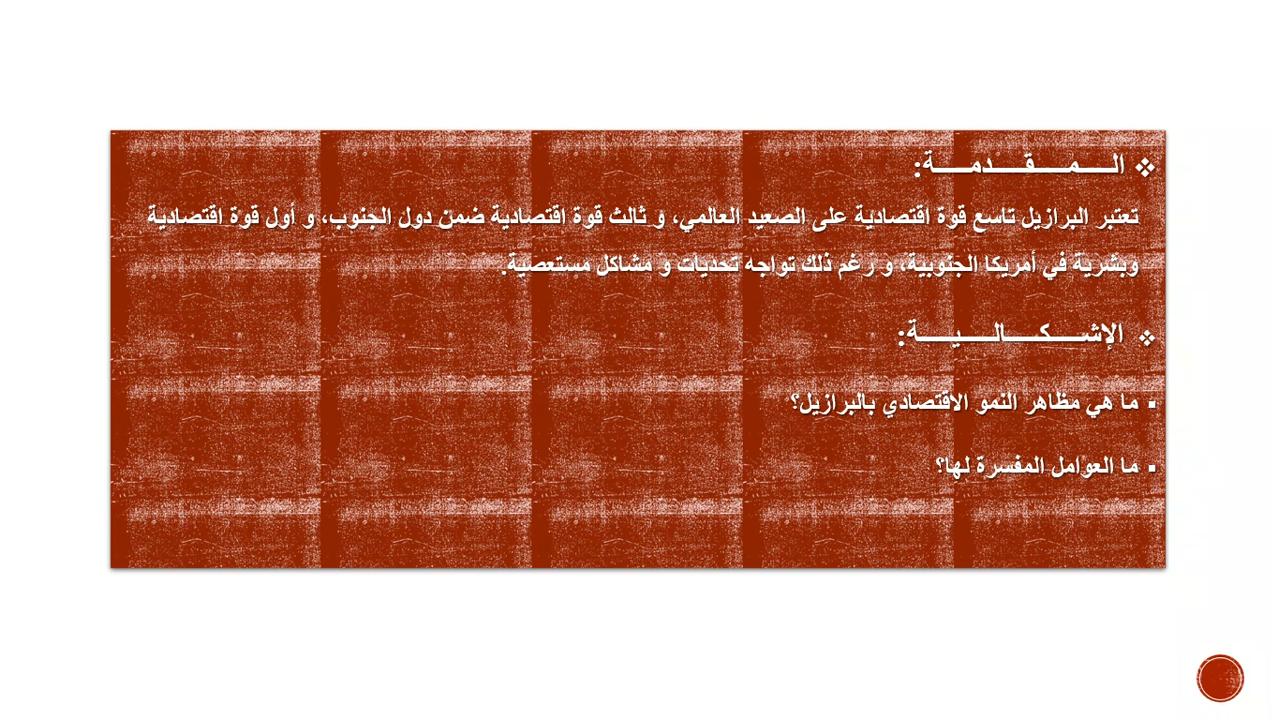 ❖ الـــمـــقـــدمـــة:
تعتبر البرازيل تاسع قوة اقتصادية على الصعيد العالمي، و ثالث قوة اقتصادية ضمن دول الجنوب، و أول قوة اقتصادية
وبشرية في أمريكا الجنوبية، و رغم ذلك تواجه تحديات و مشاكل مستعصية.
❖ الإشـــكـــالـــيـــة:
▪ ما هي مظاهر النمو الاقتصادي بالبرازيل؟
▪ ما العوامل المفسرة لها؟